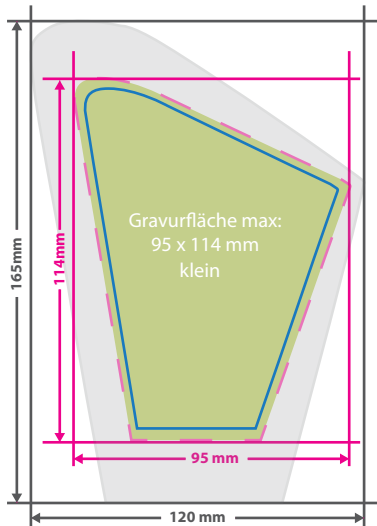 Gravurfläche max:
95 x 114 mm
klein
165mm
114mm
95 mm
120 mm